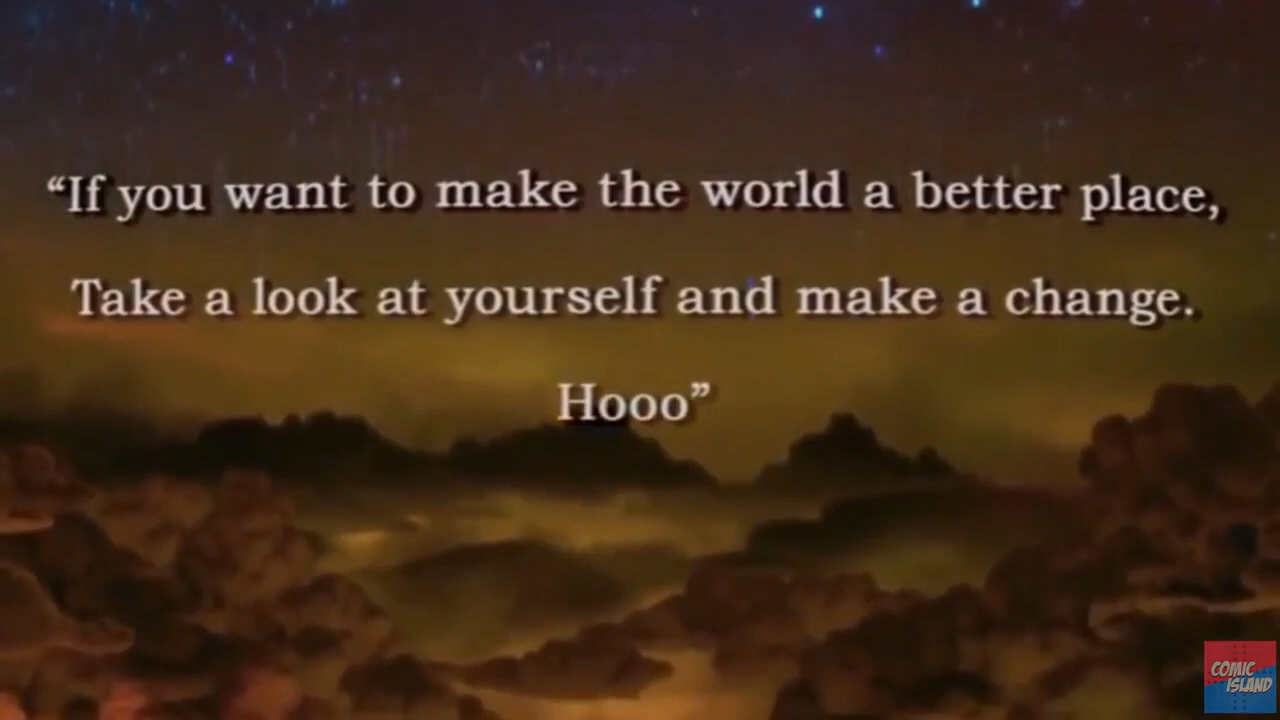 “If you want to make the world a better place,
Take a look at yourself and make a change.
Hooo”
COMIC
ISLAND